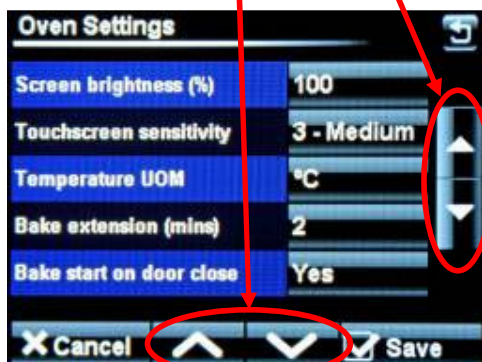 Oven Settings
Screen brightness (%) 100
Touchscreen sensitivity 3 - Medium
Temperature UOM °C
Bake extension (mins) 2
Bake start on door close Yes
Cancel Save